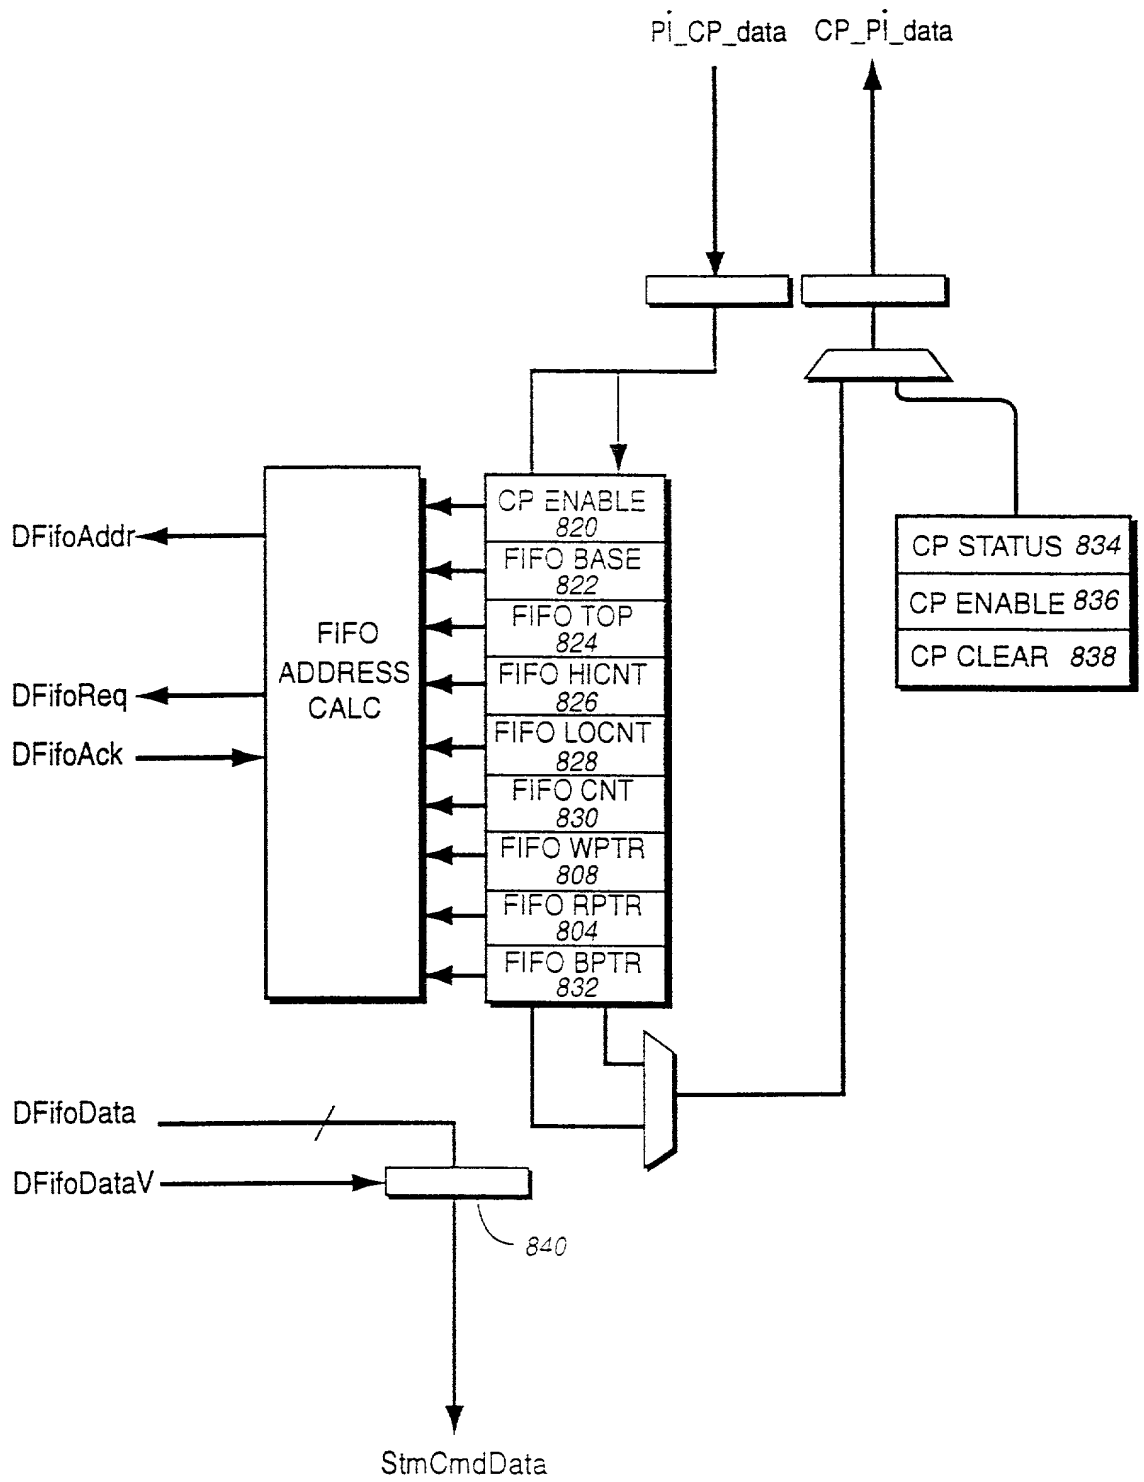 Pi_CP_data CP_Pi_data
CP ENABLE
820
FIFO BASE
822
FIFO TOP
824
FIFO HICNT
826
FIFO LOCNT
828
FIFO CNT
830
FIFO WPTR
808
FIFO RPTR
804
FIFO BPTR
832
FIFO
ADDRESS
CALC
DFifoAddr
DFifoReq
DFifoAck
CP STATUS 834
CP ENABLE 836
CP CLEAR 838
DFifoData
DFifoDataV
840
StmCmdData